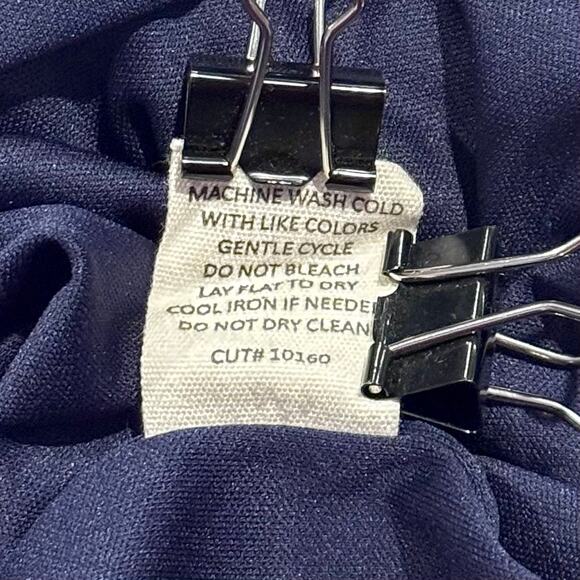 MACHINE WASH COLD
WITH LIKE COLORS
GENTLE CYCLE
DO NOT BLEACH
LAY FLAT TO DRY
COOL IRON IF NEEDE
DO NOT DRY CLEAN
CUT# 10160